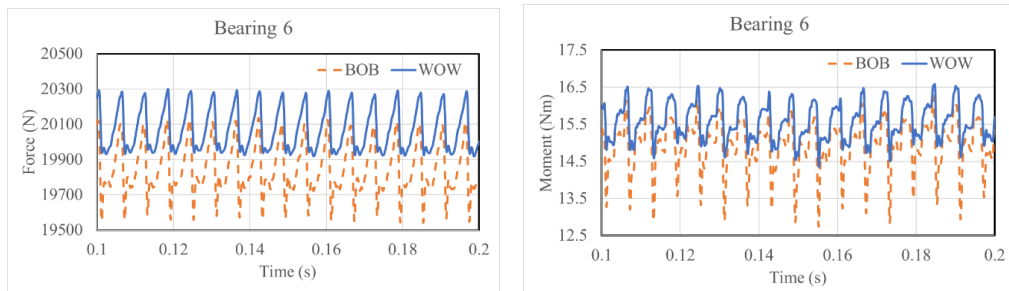 Bearing 6
BOB WOW
20500
20300
20100
19900
19700
19500
Force (N)
0.1 0.12 0.14 0.16 0.18 0.2
Time (s)
Bearing 6
BOB WOW
17.5
16.5
15.5
14.5
13.5
12.5
Moment (Nm)
0.1 0.12 0.14 0.16 0.18 0.2
Time (s)